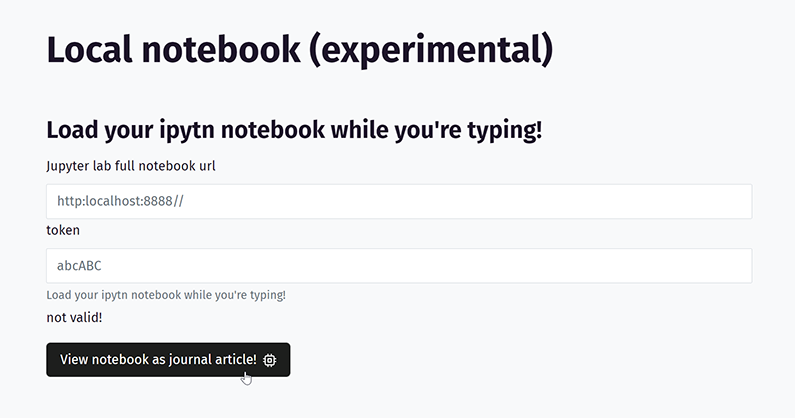 Local notebook (experimental)
Load your ipytn notebook while you're typing!
Jupyter lab full notebook url
http:localhost:8888//
token
abcABC
Load your ipytn notebook while you're typing!
not valid!
View notebook as journal article!